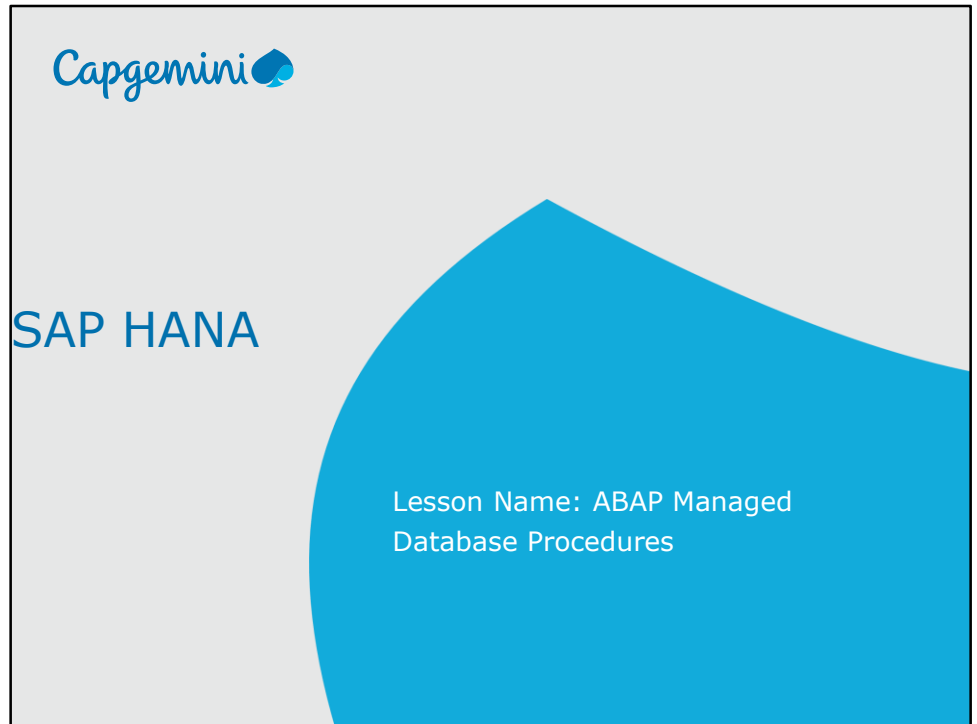 Capgemini
SAP HANA
Lesson Name: ABAP Managed
Database Procedures